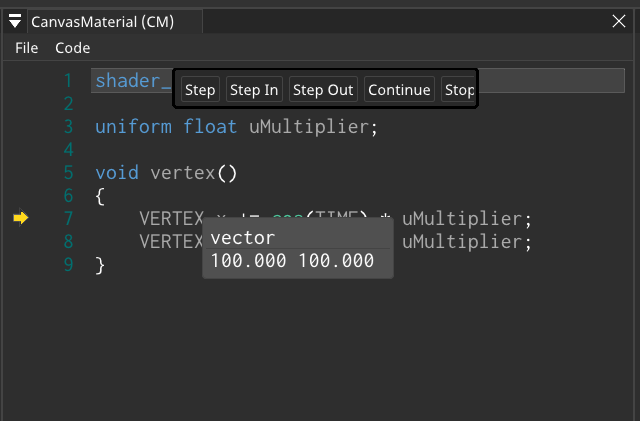 CanvasMaterial (CM)
File Code
1 shader_
Step Step In Step Out Continue Stop
2
3 uniform float uMultiplier;
4
5 void vertex()
6 {
7 VERTEX.x += cos(TIME) * uMultiplier;
8 VERTEX uMultiplier;
vector
100.000 100.000
9 }